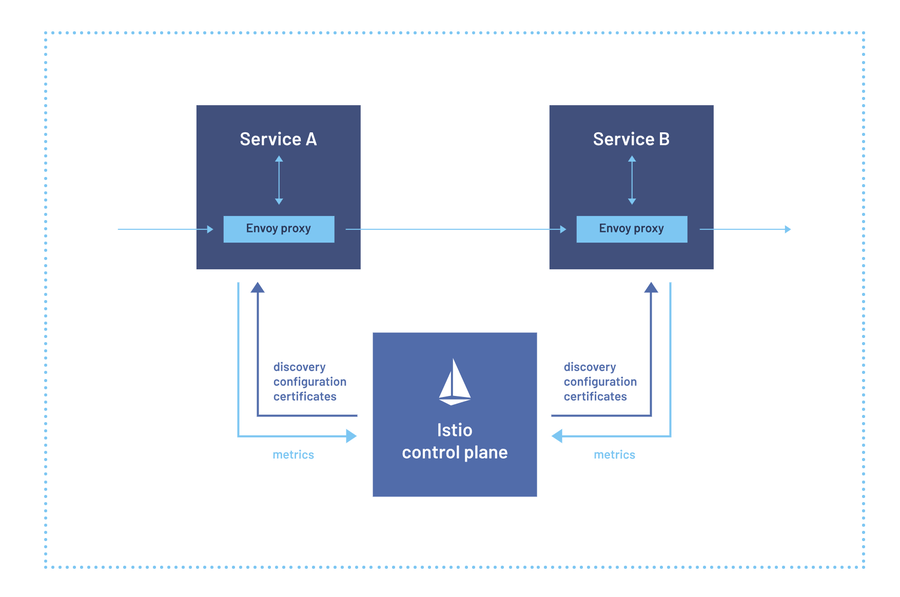 Service A
Service B
Envoy proxy
Envoy proxy
discovery
configuration
certificates
discovery
configuration
certificates
Istio
control plane
metrics
metrics